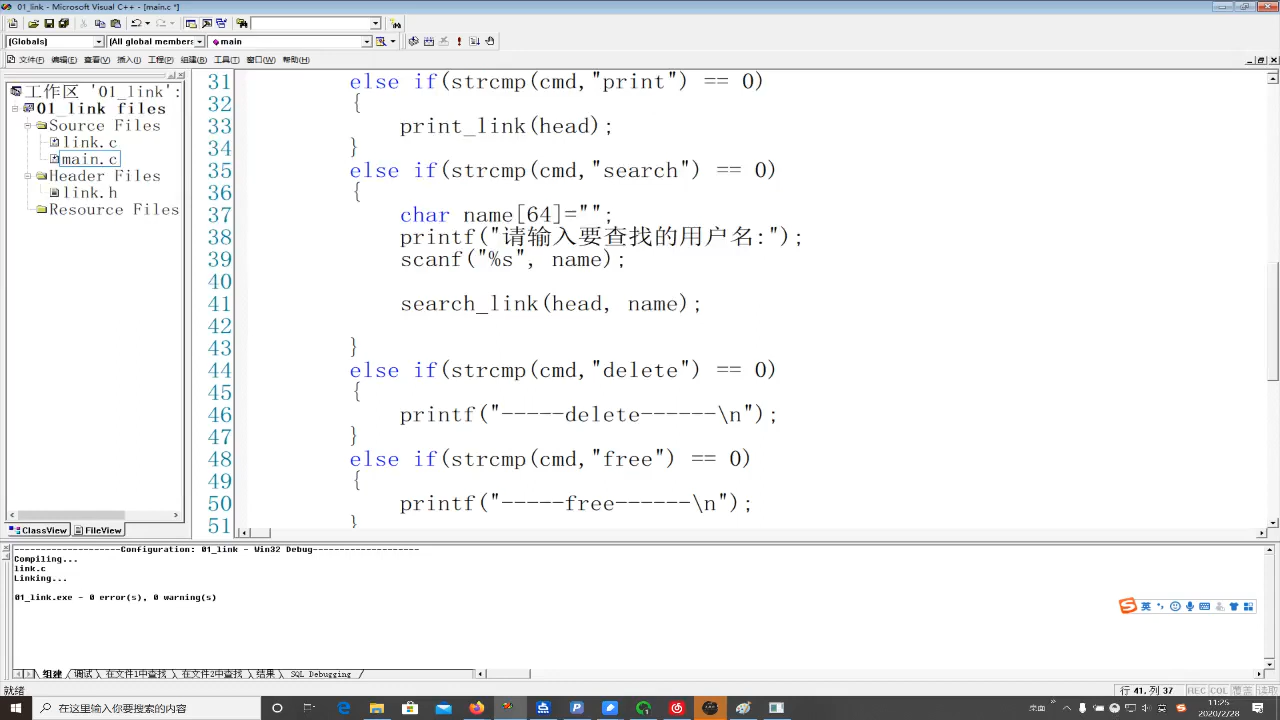 01_link - Microsoft Visual C++ - [main.c *]
(Globals) (All global members main
文件(F) 编辑(E) 查看(V) 插入(I) 工程(P) 组建(B) 工具(T) 窗口(W) 帮助(H)
工作区 '01_link':
01_link files
Source Files
link.c
main.c
Header Files
link.h
Resource Files
ClassView FileView
31 else if(strcmp(cmd,"print") == 0)
32 {
33 print_link(head);
34 }
35 else if(strcmp(cmd,"search") == 0)
36 {
37 char name[64]="";
38 printf("请输入要查找的用户名:");
39 scanf("%s", name);
40
41 search_link(head, name);
42
43 }
44 else if(strcmp(cmd,"delete") == 0)
45 {
46 printf("-----delete------\n");
47 }
48 else if(strcmp(cmd,"free") == 0)
49 {
50 printf("-----free------\n");
51 }
--------------------Configuration: 01_link - Win32 Debug--------------------
Compiling...
link.c
Linking...
01_link.exe - 0 error(s), 0 warning(s)
英
组建 调试 在文件1中查找 在文件2中查找 结果 SQL Debugging
就绪 行 41, 列 37 REC COL 覆盖 读取
在这里输入你要搜索的内容 桌面 英 11:25
2020/2/28